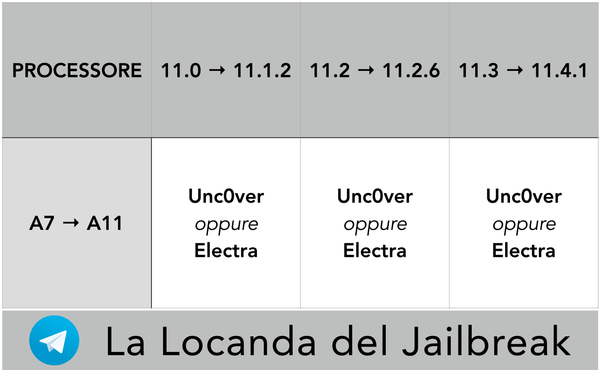 PROCESSORE 11.0 → 11.1.2 11.2 → 11.2.6 11.3 → 11.4.1
A7 → A11
Unc0ver
oppure
Electra
Unc0ver
oppure
Electra
Unc0ver
oppure
Electra
La Locanda del Jailbreak